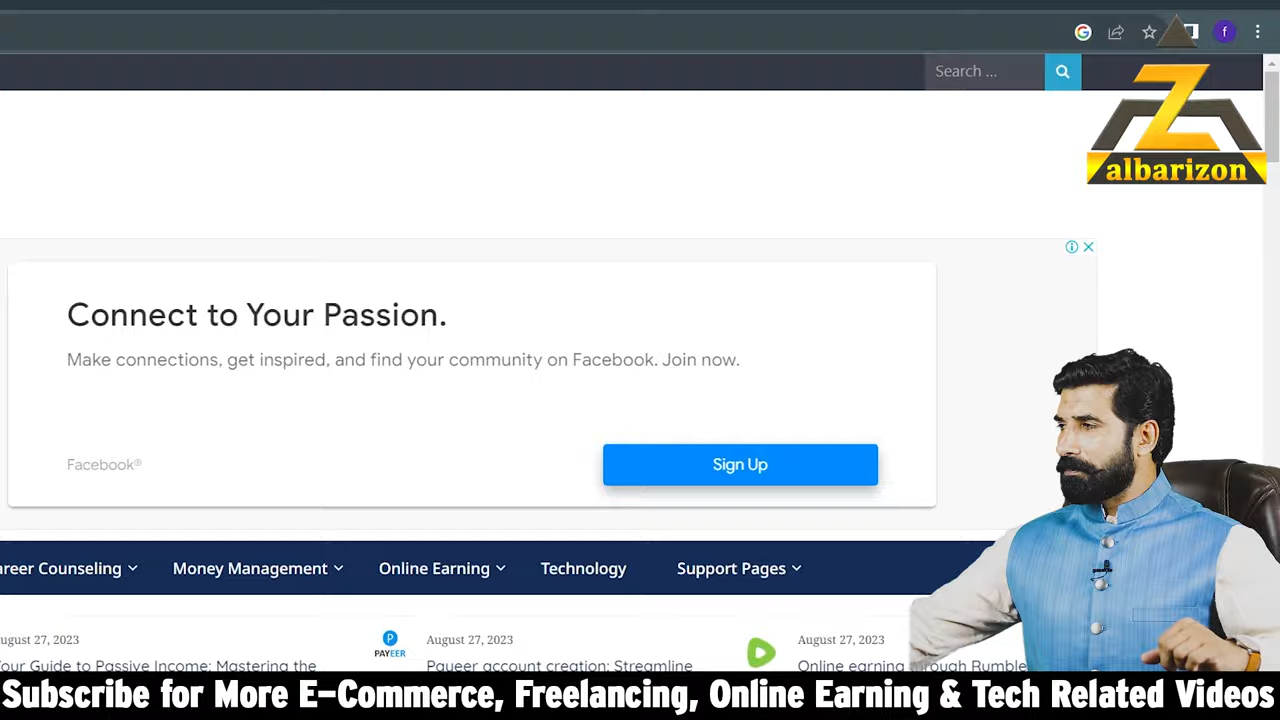 f
Search ...
Z
albarizon
Connect to Your Passion.
Make connections, get inspired, and find your community on Facebook. Join now.
Facebook®
Sign Up
areer Counseling
Money Management
Online Earning
Technology
Support Pages
ugust 27, 2023
our Guide to Passive Income: Mastering the
P
PAYEER
August 27, 2023
Payeer account creation: Streamline
August 27, 2023
Online earning through Rumble
Subscribe for More E-Commerce, Freelancing, Online Earning & Tech Related Videos